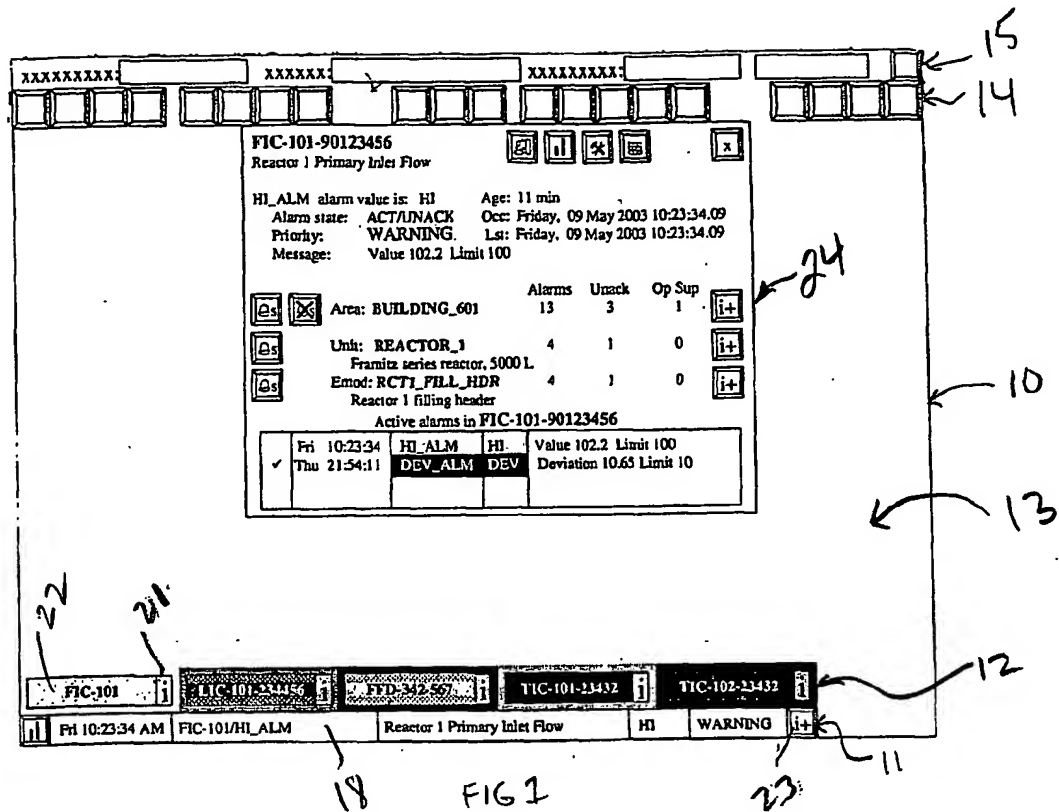 15
xxxxxxxxx: xxxxxx: xxxxxxxxx:
14
FIC-101-90123456
x
Reactor 1 Primary Inlet Flow
HI_ALM alarm value is: HI Age: 11 min
Alarm state: ACT/UNACK Occ: Friday, 09 May 2003 10:23:34.09
Priority: WARNING. Lst: Friday, 09 May 2003 10:23:34.09
Message: Value 102.2 Limit 100
24
Alarms Unack Op Sup
s Area: BUILDING_601 13 3 1 i+
s Unit: REACTOR_1 4 1 0 i+
Framitz series reactor, 5000 L
s Emod: RCT1_FILL_HDR 4 1 0 i+
Reactor 1 filling header
10
Active alarms in FIC-101-90123456
Fri 10:23:34 HI_ALM HI Value 102.2 Limit 100
✓ Thu 21:54:11 DEV_ALM DEV Deviation 10.65 Limit 10
13
22 21
FIC-101 i LIC-101-234456 i FFD-342-567 i TIC-101-23432 i TIC-102-23432 i
12
Fri 10:23:34 AM FIC-101/HI_ALM Reactor 1 Primary Inlet Flow HI WARNING i+
11
18 FIG 1 23